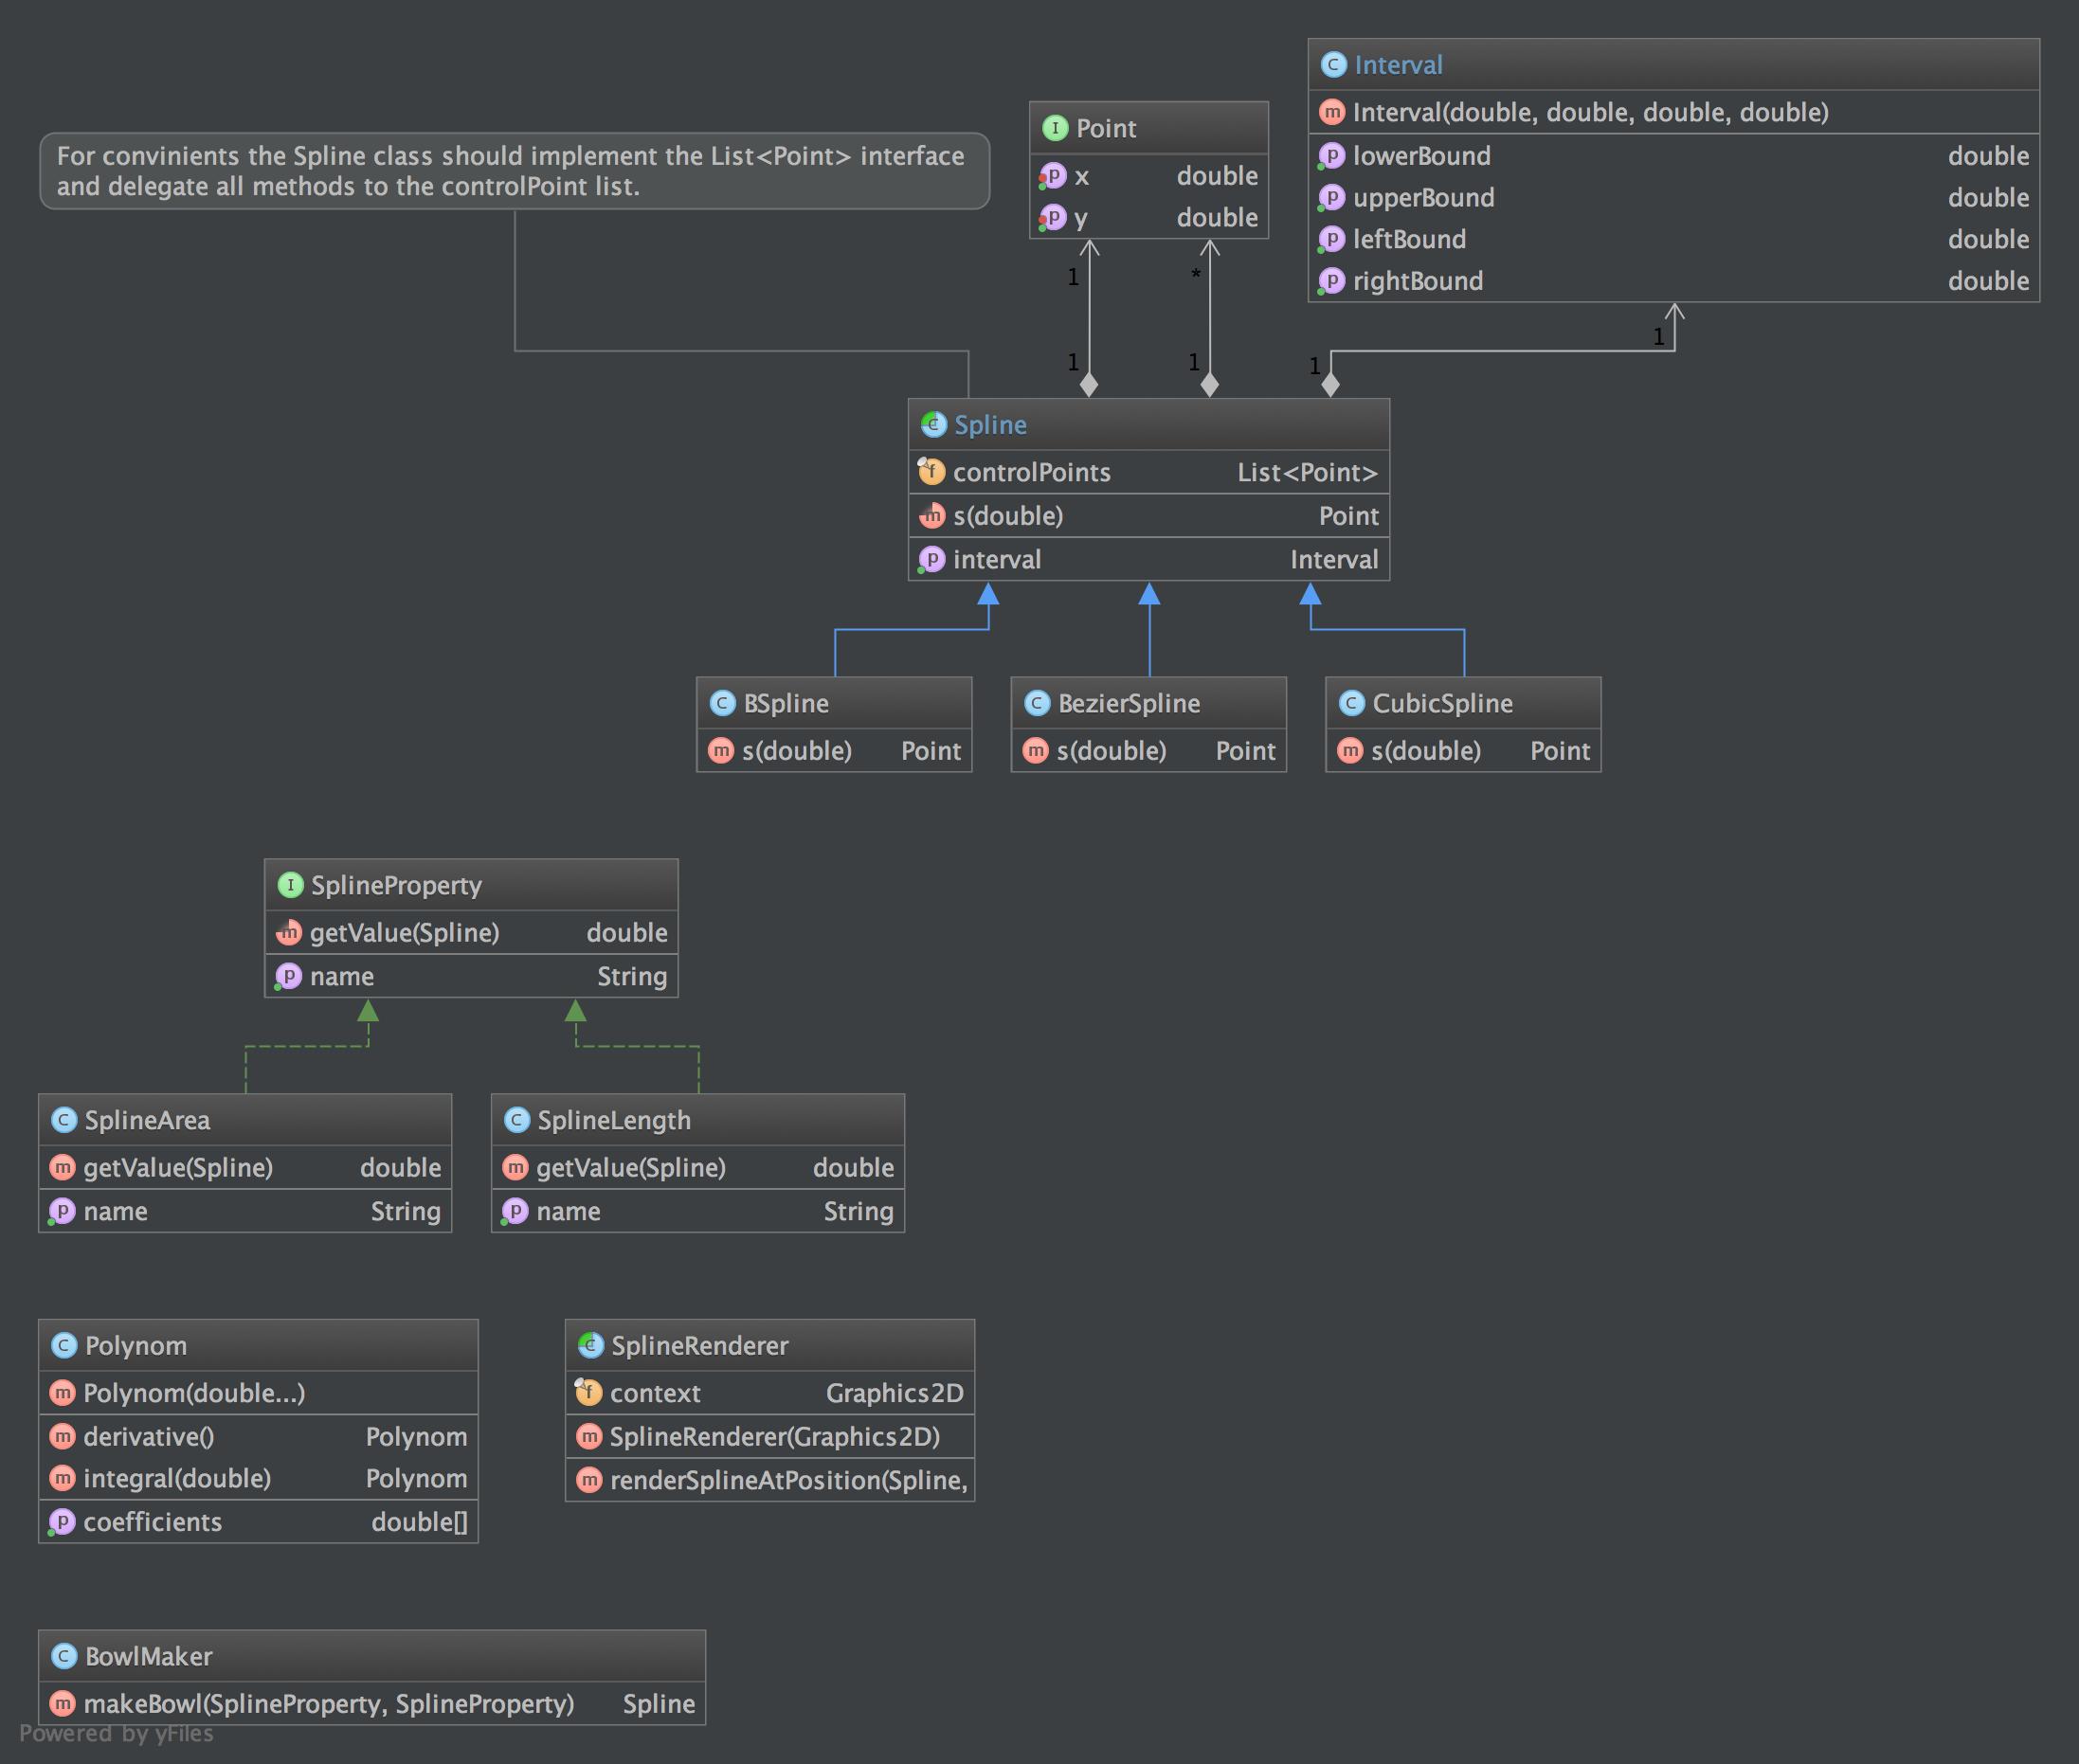 Interval
Interval(double, double, double, double)
lowerBound double
upperBound double
leftBound double
rightBound double
Point
x double
y double
For convinients the Spline class should implement the List<Point> interface
and delegate all methods to the controlPoint list.
1 *
1
1 1 1
Spline
controlPoints List<Point>
s(double) Point
interval Interval
BSpline
s(double) Point
BezierSpline
s(double) Point
CubicSpline
s(double) Point
SplineProperty
getValue(Spline) double
name String
SplineArea
getValue(Spline) double
name String
SplineLength
getValue(Spline) double
name String
Polynom
Polynom(double...)
derivative() Polynom
integral(double) Polynom
coefficients double[]
SplineRenderer
context Graphics2D
SplineRenderer(Graphics2D)
renderSplineAtPosition(Spline,
BowlMaker
makeBowl(SplineProperty, SplineProperty) Spline
Powered by yFiles